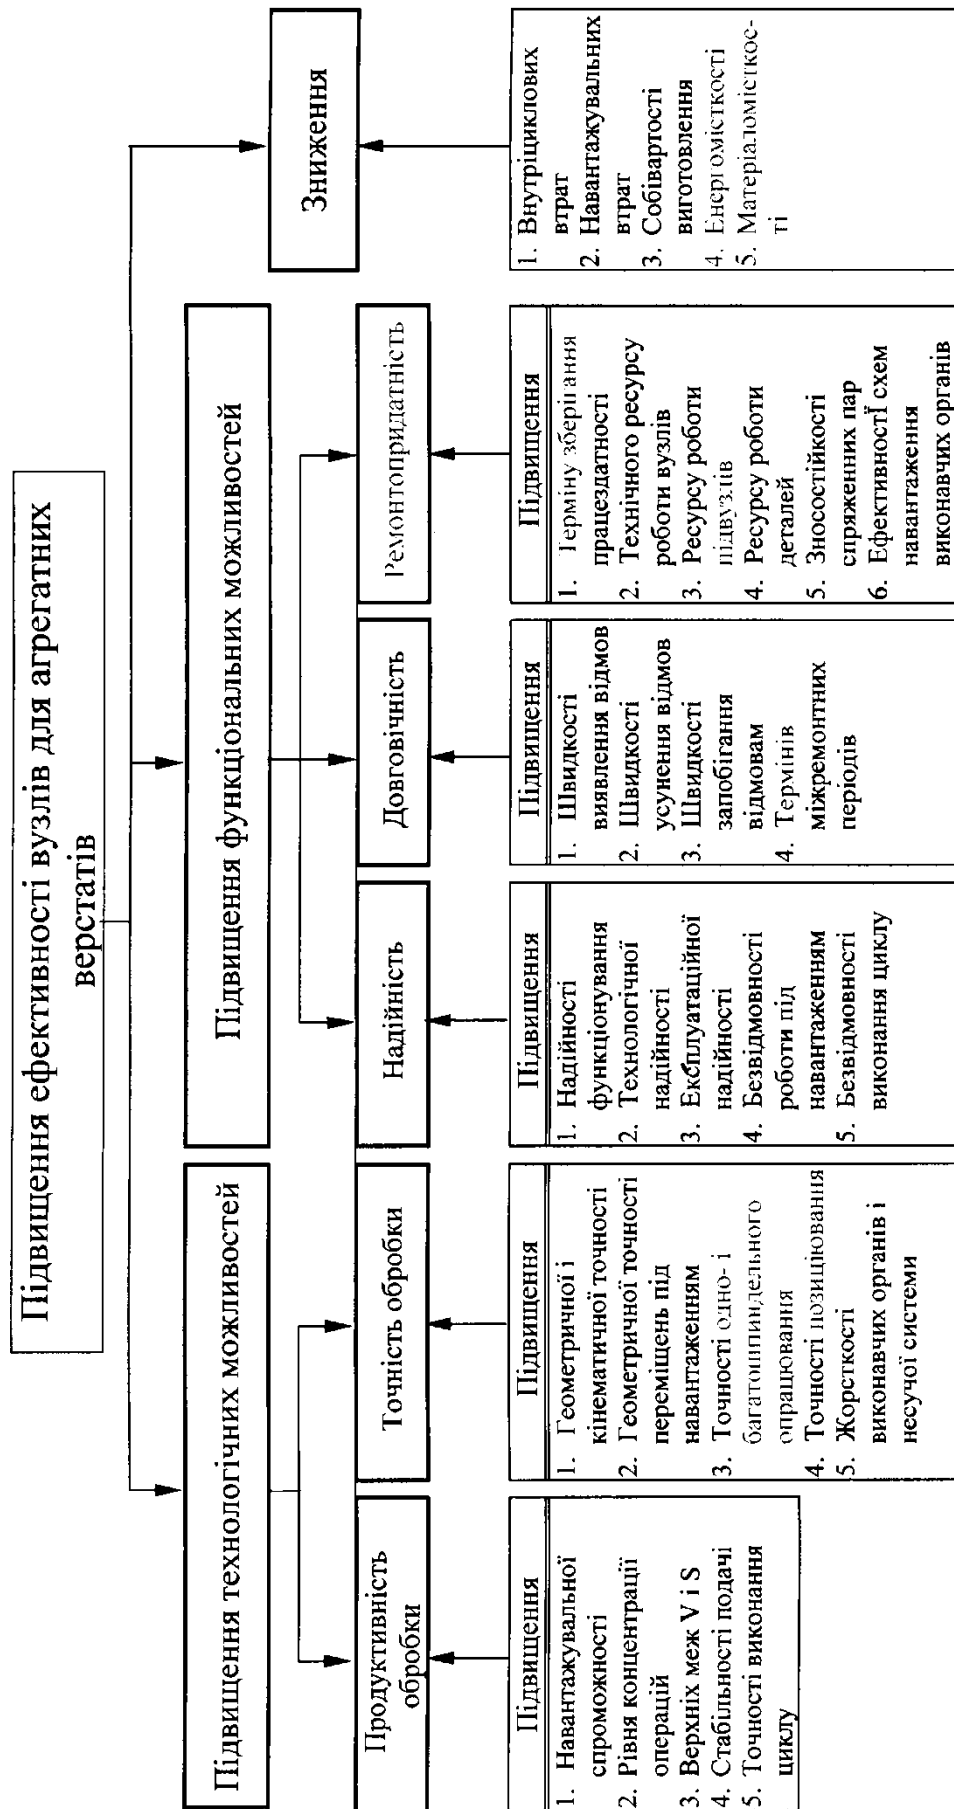 Підвищення ефективності вузлів для агрегатних
верстатів
Підвищення технологічних можливостей
Підвищення функціональних можливостей
Зниження
Продуктивність
обробки
Точність обробки
Надійність
Довговічність
Ремонтопридатність
Підвищення
1. Навантажувальної
спроможності
2. Рівня концентрації
операцій
3. Верхніх меж V і S
4. Стабільності подачі
5. Точності виконання
циклу
Підвищення
1. Геометричної і
кінематичної точності
2. Геометричної точності
переміщень під
навантаженням
3. Точності одно- і
багатошпиндельного
опрацювання
4. Точності позиціювання
5. Жорсткості
виконавчих органів і
несучої системи
Підвищення
1. Надійності
функціонування
2. Технологічної
надійності
3. Експлуатаційної
надійності
4. Безвідмовності
роботи під
навантаженням
5. Безвідмовності
виконання циклу
Підвищення
1. Швидкості
виявлення відмов
2. Швидкості
усунення відмов
3. Швидкості
запобігання
відмовам
4. Термінів
міжремонтних
періодів
Підвищення
1. Терміну зберігання
працездатності
2. Технічного ресурсу
роботи вузлів
3. Ресурсу роботи
підвузлів
4. Ресурсу роботи
деталей
5. Зносостійкості
спряженних пар
6. Ефективності схем
навантаження
виконавчих органів
1. Внутріциклових
втрат
2. Навантажувальних
втрат
3. Собівартості
виготовлення
4. Енергомісткості
5. Матеріаломісткос-
ті